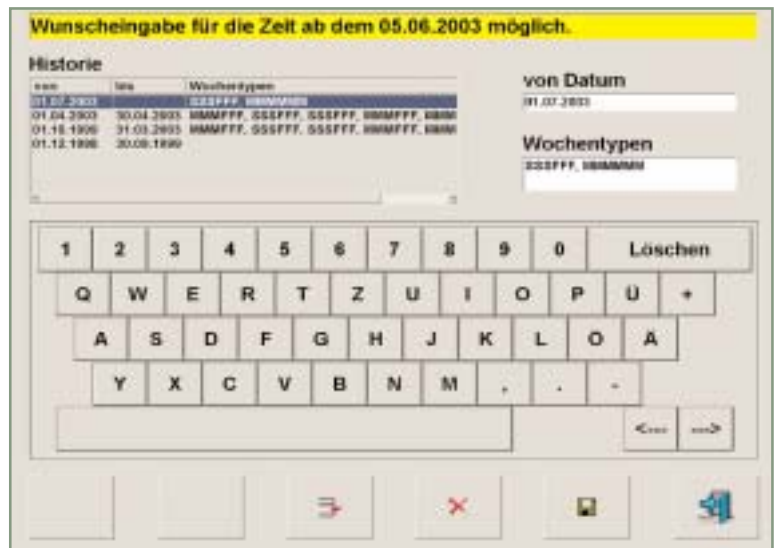 Wunscheingabe für die Zeit ab dem 05.06.2003 möglich.
Historie
von bis Wochentypen
01.07.2003 SSSFFF, MMMMMM
01.04.2003 30.04.2003 MMMFFF, SSSFFF, SSSFFF, MMMFFF, MMM
01.10.1999 31.03.2003 MMMFFF, SSSFFF, SSSFFF, MMMFFF, MMM
01.12.1998 30.09.1999
von Datum
01.07.2003
Wochentypen
SSSFFF, MMMMMM
1 2 3 4 5 6 7 8 9 0 Löschen
Q W E R T Z U I O P Ü +
A S D F G H J K L Ö Ä
Y X C V B N M , . -
<--- --->